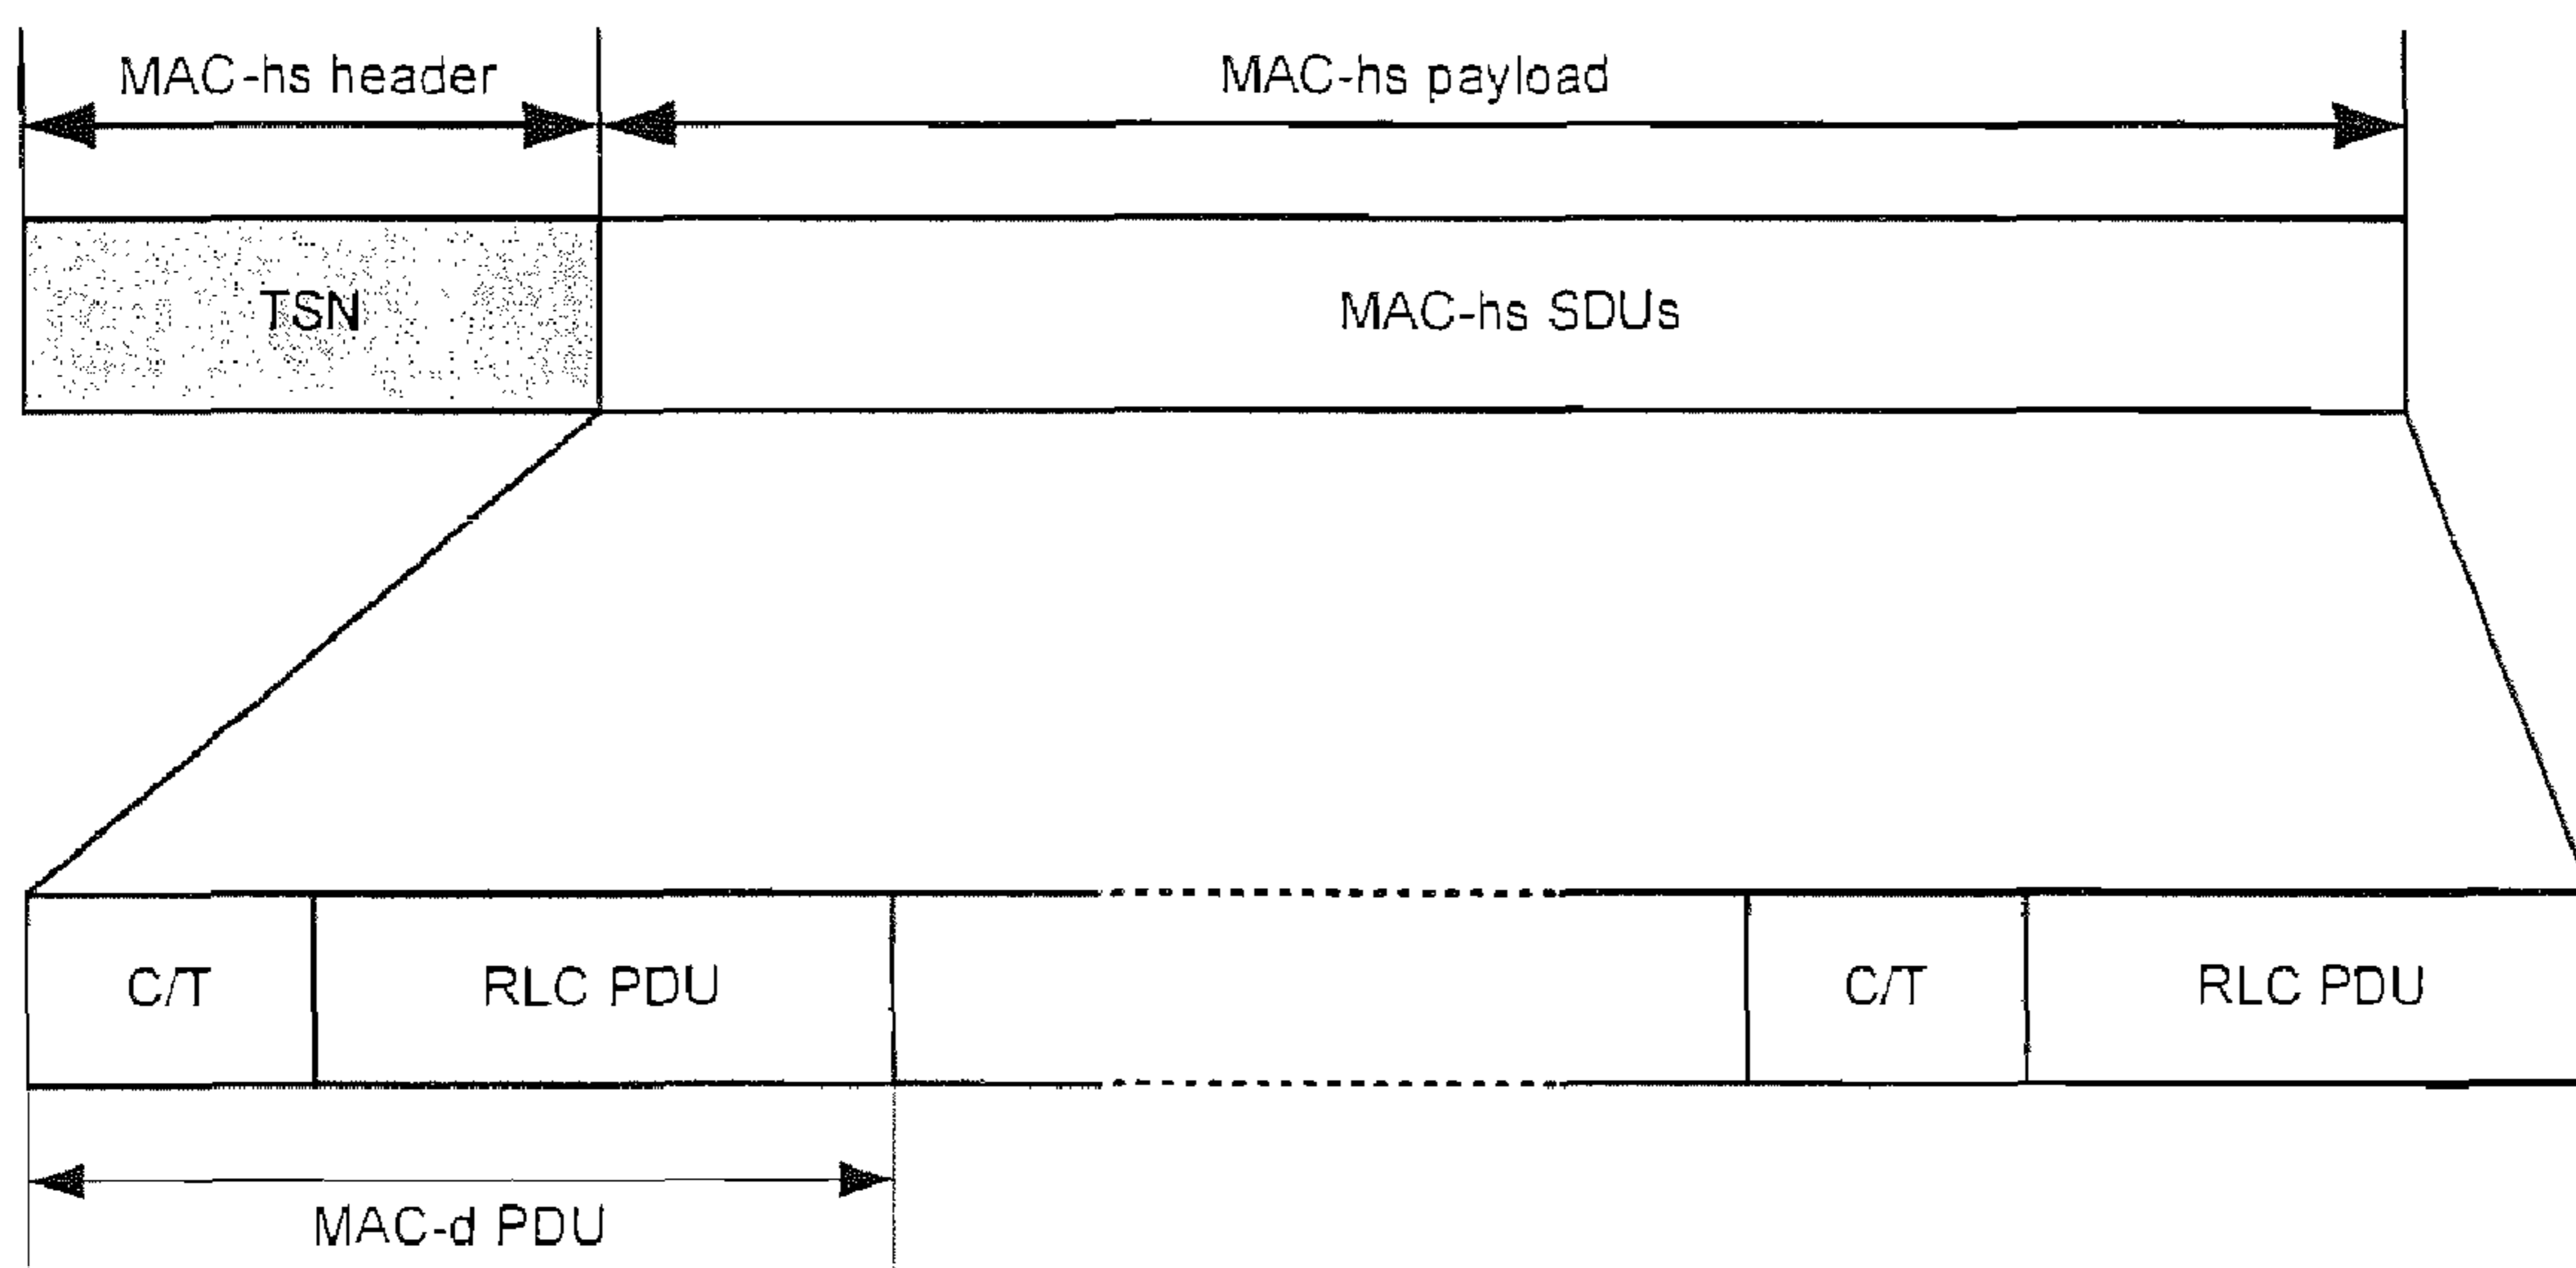 MAC-hs header
MAC-hs payload
TSN
MAC-hs SDUs
C/T
RLC PDU
C/T
RLC PDU
MAC-d PDU